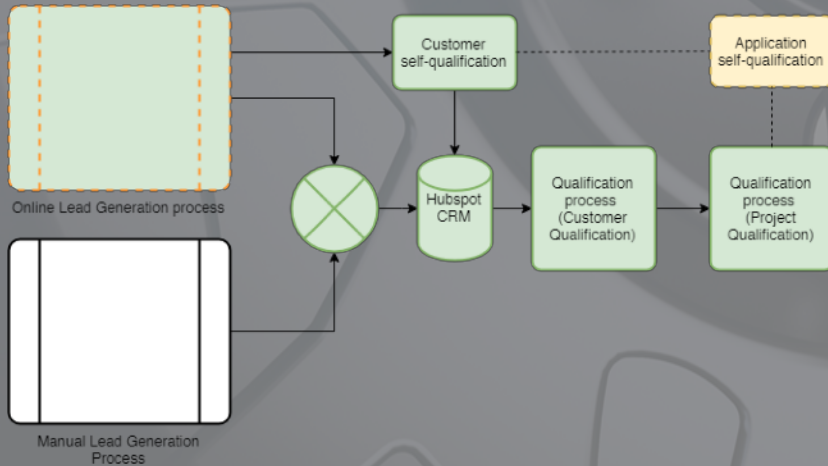 Customer
self-qualification
Application
self-qualification
Online Lead Generation process
Hubspot
CRM
Qualification
process
(Customer
Qualification)
Qualification
process
(Project
Qualification)
Manual Lead Generation
Process